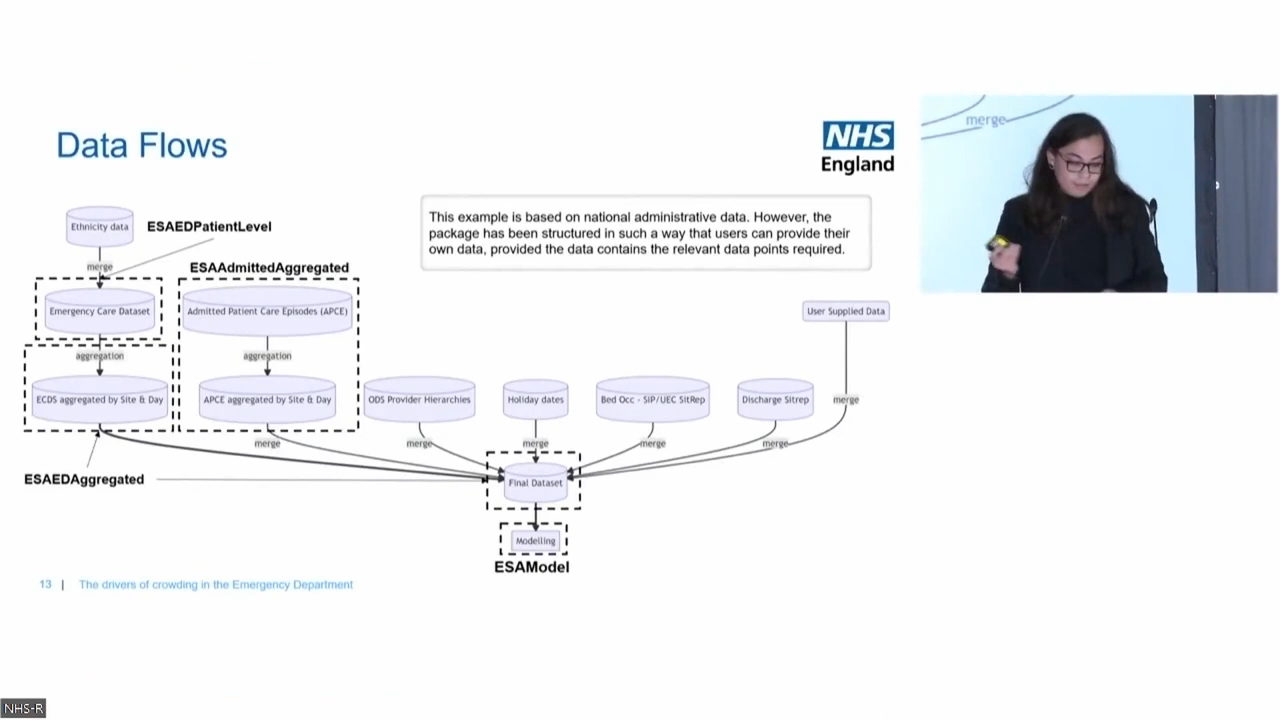 Data Flows
NHS
England
This example is based on national administrative data. However, the
package has been structured in such a way that users can provide their
own data, provided the data contains the relevant data points required.
Ethnicity data
ESAEDPatientLevel
merge
ESAAdmittedAggregated
Emergency Care Dataset
Admitted Patient Care Episodes (APCE)
User Supplied Data
aggregation
aggregation
ECDS aggregated by Site & Day
APCE aggregated by Site & Day
ODS Provider Hierarchies
Holiday dates
Bed Occ - SIP/UEC SitRep
Discharge Sitrep
merge
merge
merge
merge
merge
merge
ESAEDAggregated
Final Dataset
Modelling
ESAModel
13 | The drivers of crowding in the Emergency Department
merge
NHS-R